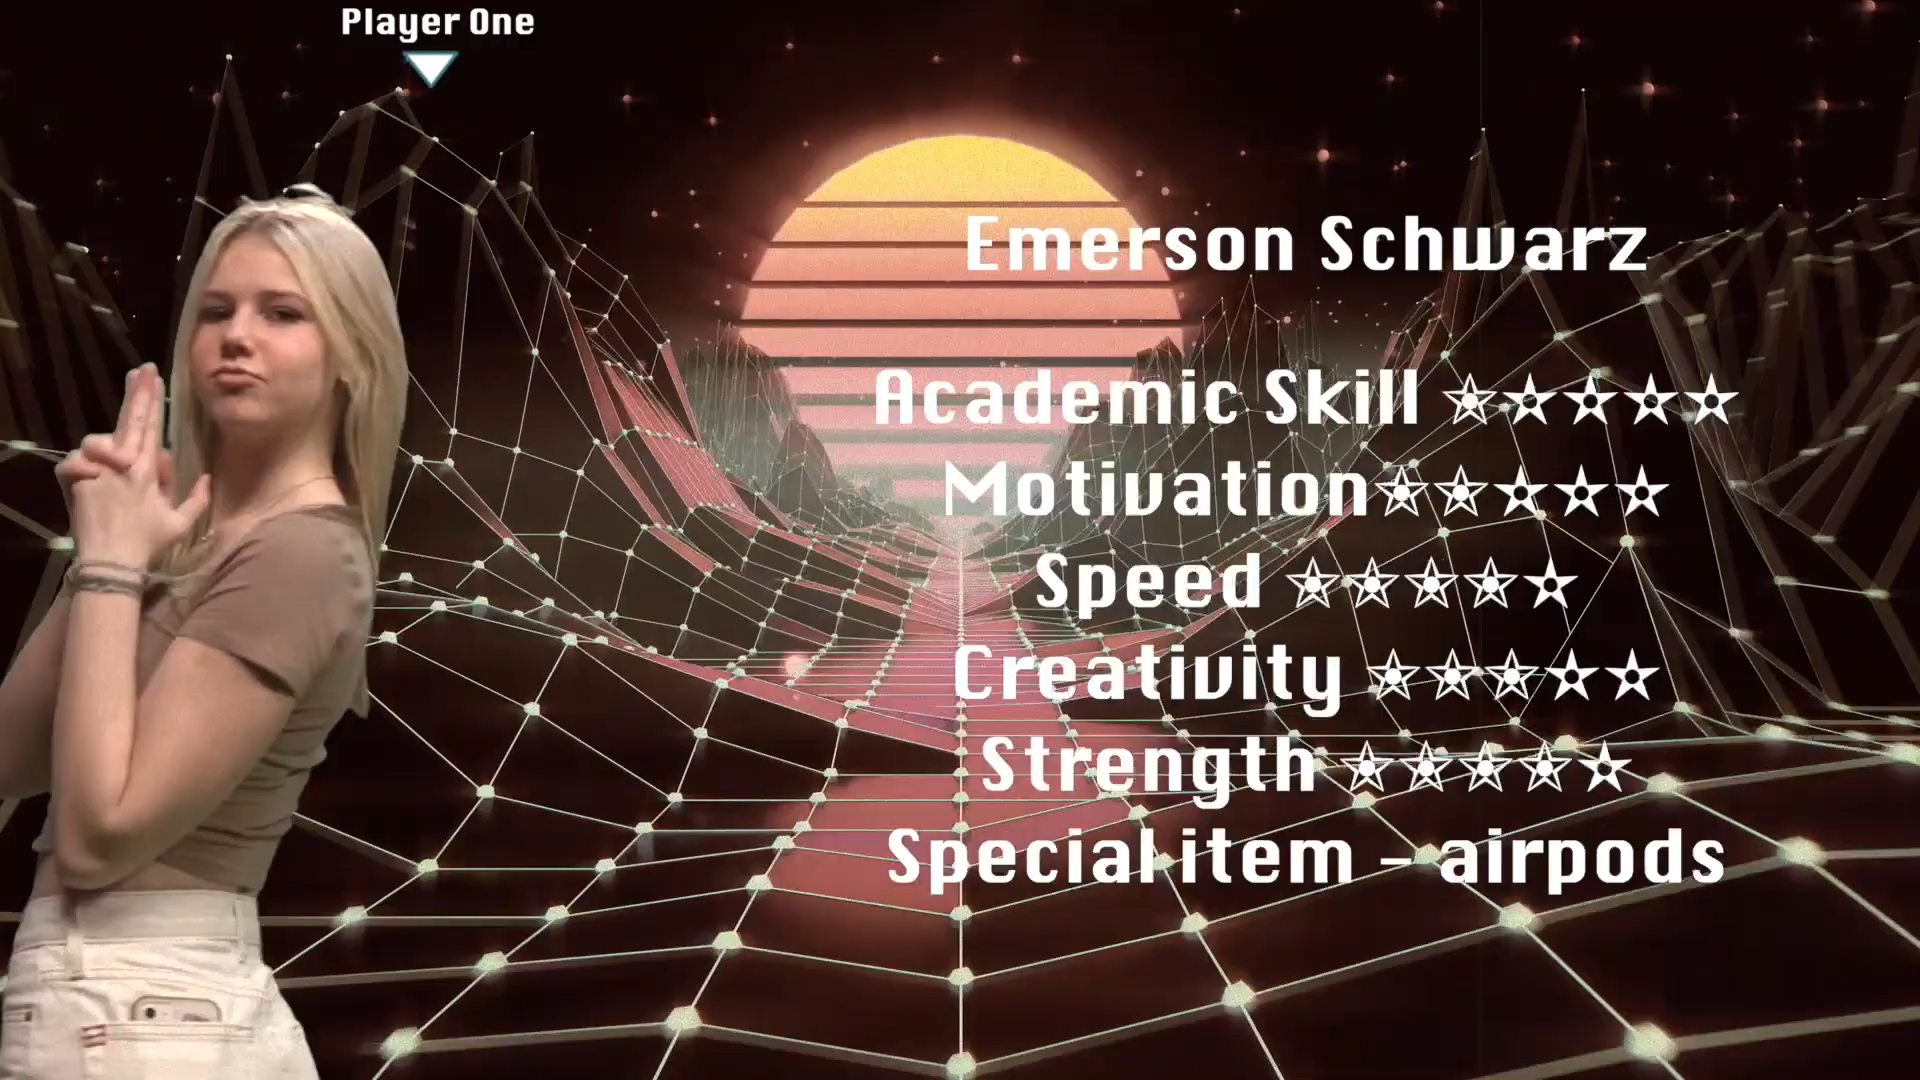 Player One
Emerson Schwarz
Academic Skill ✯☆☆☆☆
Motivation✯✯☆☆☆
Speed ✯✯✯✯☆
Creativity ✯✯✯☆☆
Strength ✯✯✯✯☆
Special item - airpods